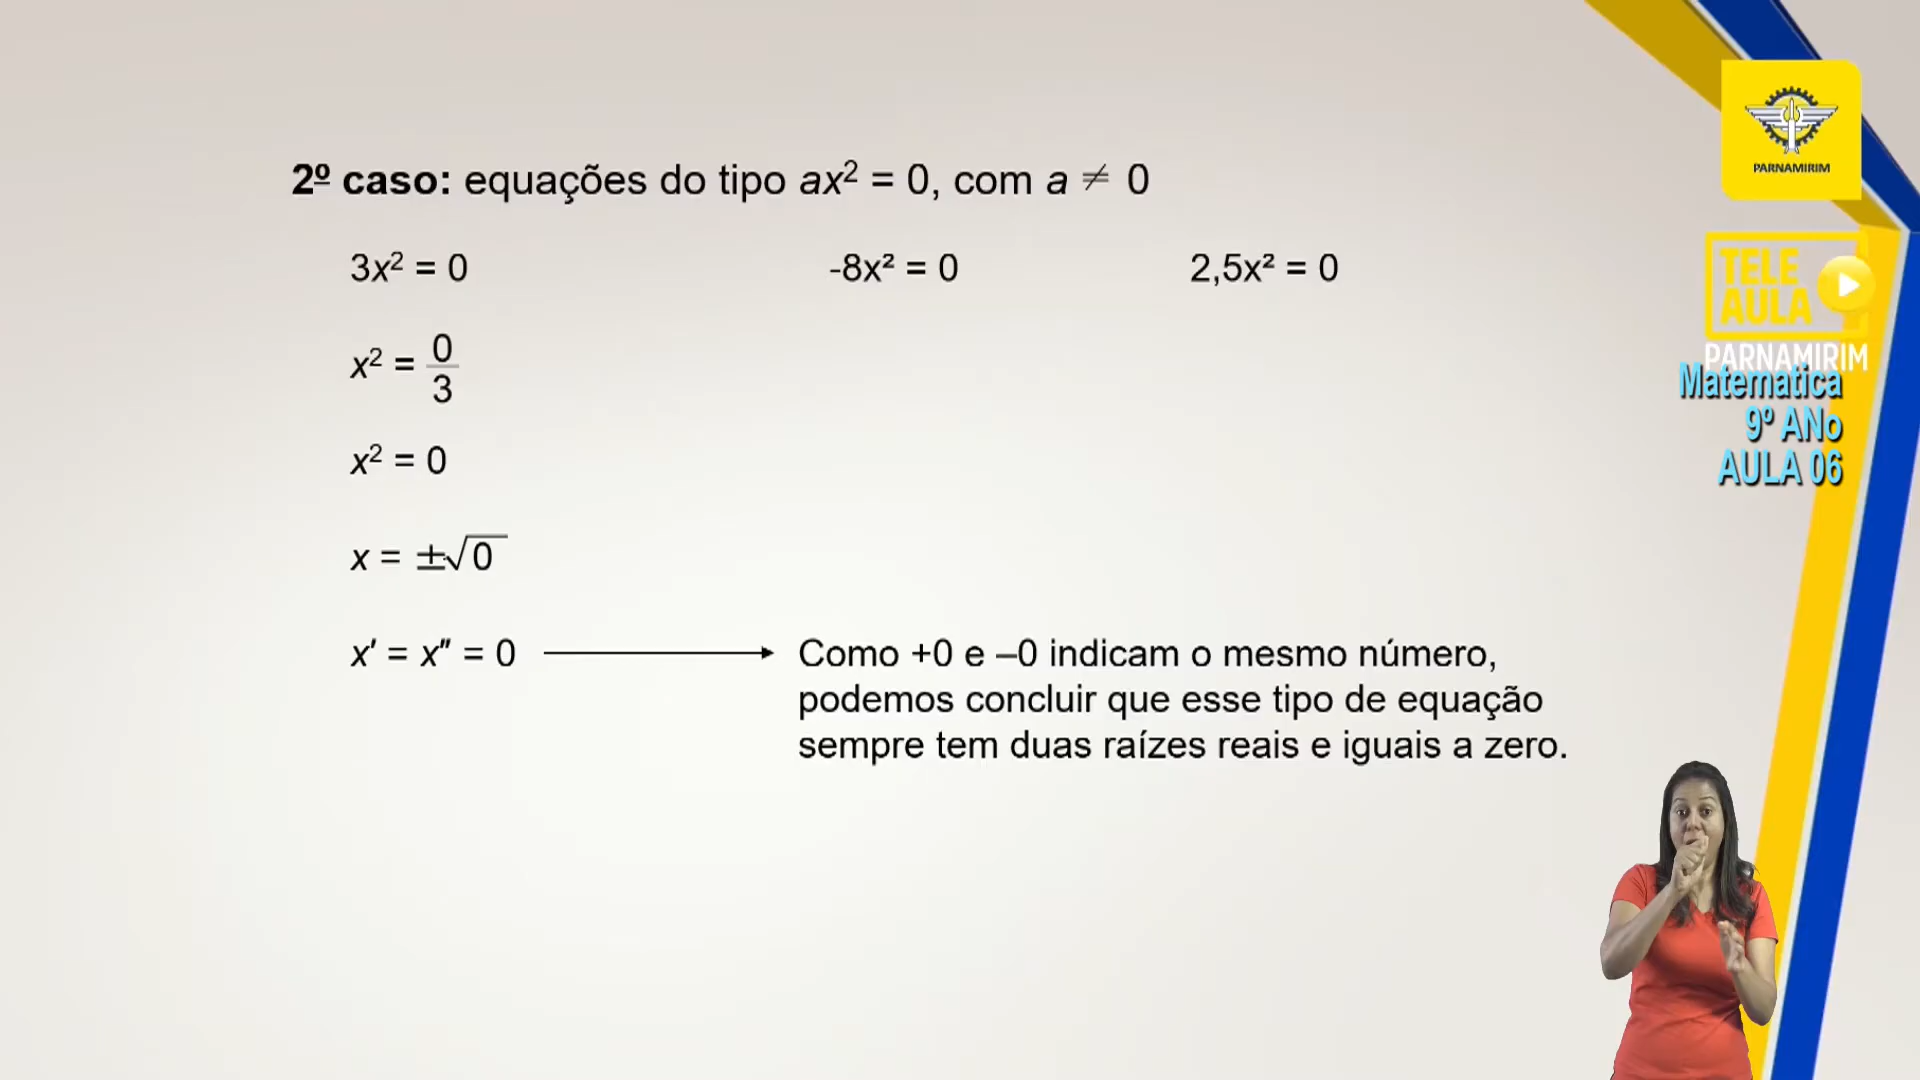 2º caso: equações do tipo ax² = 0, com a ≠ 0
3x² = 0 -8x² = 0 2,5x² = 0
x² = 0/3
x² = 0
x = ±√0
x′ = x″ = 0 → Como +0 e –0 indicam o mesmo número,
podemos concluir que esse tipo de equação
sempre tem duas raízes reais e iguais a zero.
PARNAMIRIM
TELE
AULA
PARNAMIRIM
Matematica
9º ANo
AULA 06